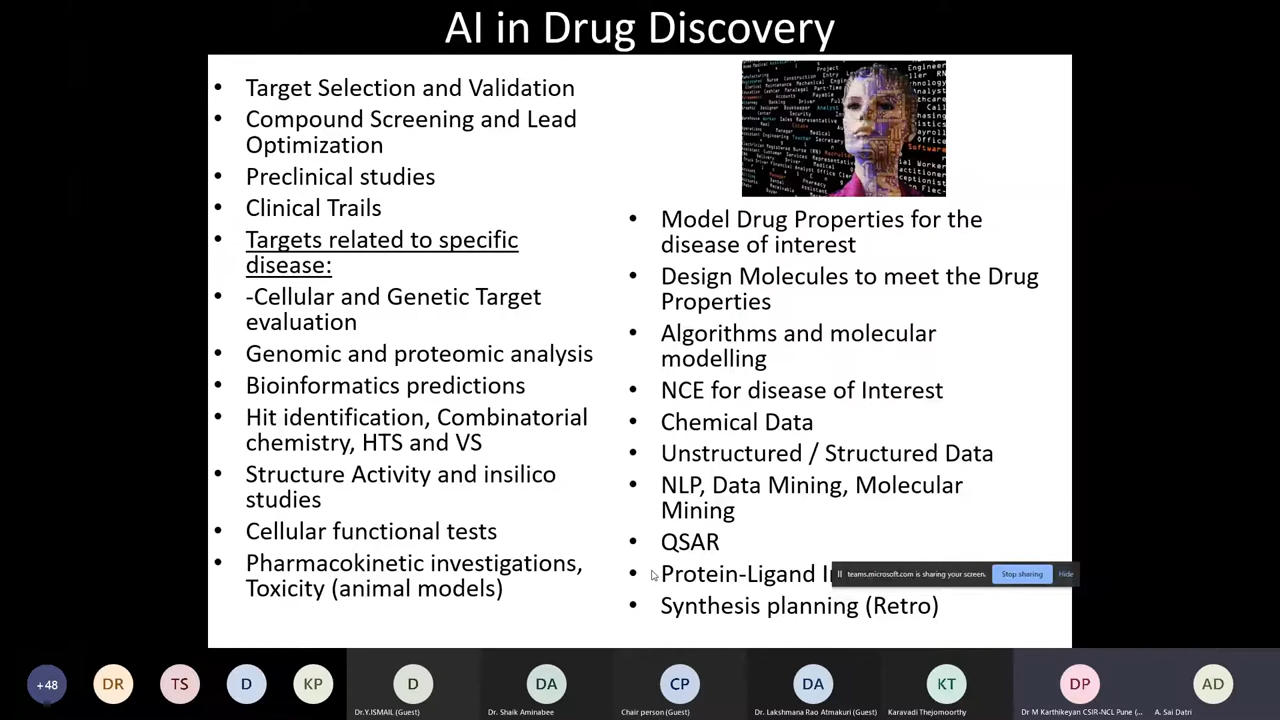 AI in Drug Discovery
• Target Selection and Validation
• Compound Screening and Lead
Optimization
• Preclinical studies
• Clinical Trails
• Targets related to specific
disease:
• -Cellular and Genetic Target
evaluation
• Genomic and proteomic analysis
• Bioinformatics predictions
• Hit identification, Combinatorial
chemistry, HTS and VS
• Structure Activity and insilico
studies
• Cellular functional tests
• Pharmacokinetic investigations,
Toxicity (animal models)
• Model Drug Properties for the
disease of interest
• Design Molecules to meet the Drug
Properties
• Algorithms and molecular
modelling
• NCE for disease of Interest
• Chemical Data
• Unstructured / Structured Data
• NLP, Data Mining, Molecular
Mining
• QSAR
• Protein-Ligand
teams.microsoft.com is sharing your screen. Stop sharing Hide
• Synthesis planning (Retro)
+48 DR TS D KP D DA CP DA KT DP AD
Dr.Y.ISMAIL (Guest) Dr. Shaik Aminabee Chair person (Guest) Dr. Lakshmana Rao Atmakuri (Guest) Karavadi Thejomoorthy Dr M Karthikeyan CSIR-NCL Pune (... A. Sai Datri